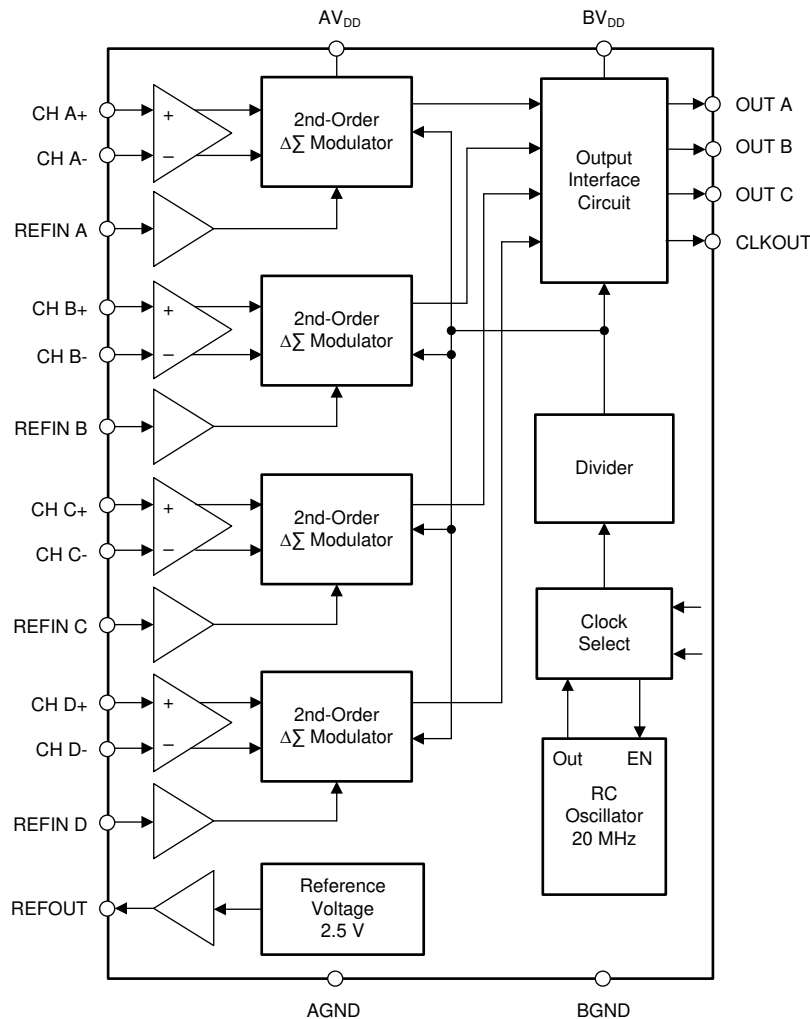 AVDD
BVDD
CH A+
CH A-
+
−
2nd-Order
ΔΣ Modulator
REFIN A
Output
Interface
Circuit
OUT A
OUT B
OUT C
CLKOUT
CH B+
CH B-
+
−
2nd-Order
ΔΣ Modulator
REFIN B
Divider
CH C+
CH C-
+
−
2nd-Order
ΔΣ Modulator
REFIN C
Clock
Select
CH D+
CH D-
+
−
2nd-Order
ΔΣ Modulator
REFIN D
Out
EN
RC
Oscillator
20 MHz
REFOUT
Reference
Voltage
2.5 V
AGND
BGND